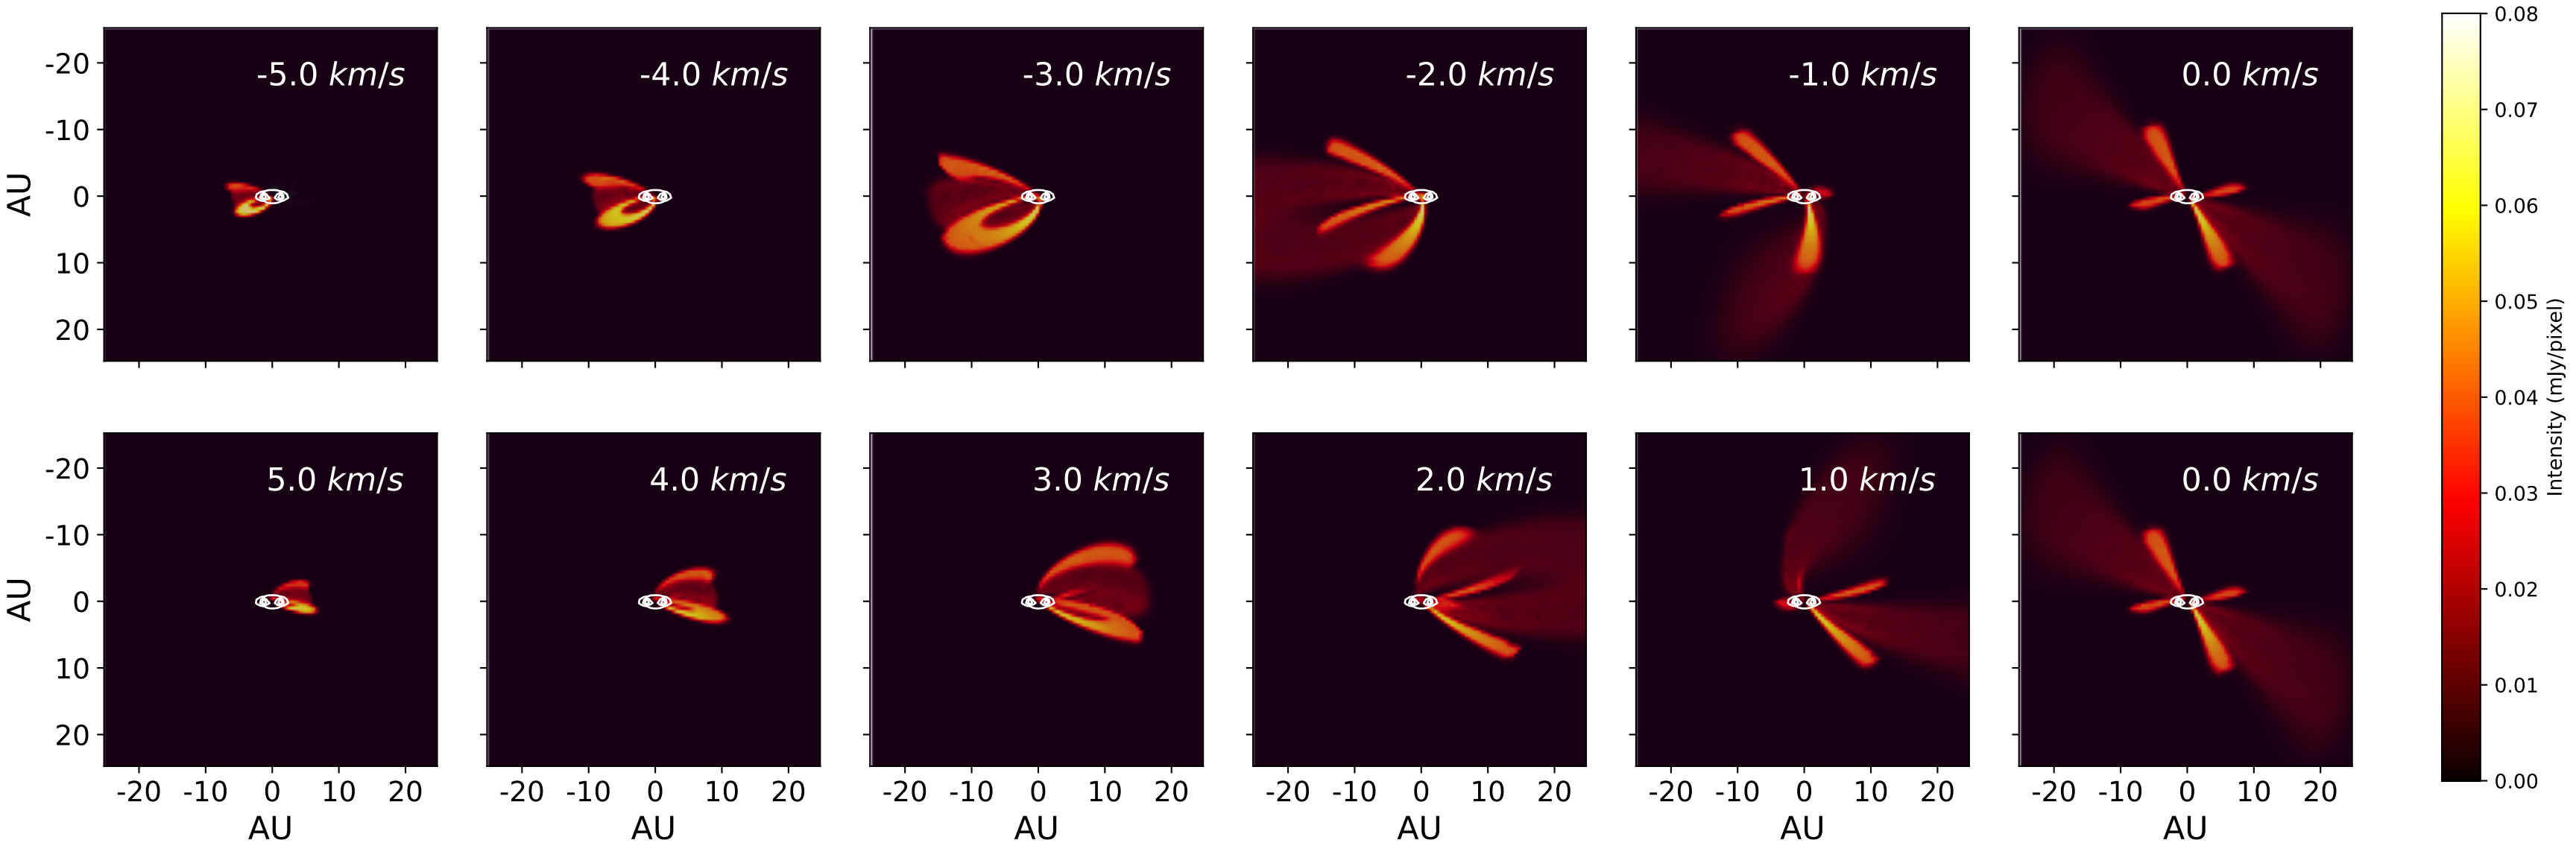 -5.0 km/s
-4.0 km/s
-3.0 km/s
-2.0 km/s
-1.0 km/s
0.0 km/s
-20
-10
0
10
20
AU
-20 -10 0 10 20
5.0 km/s
4.0 km/s
3.0 km/s
2.0 km/s
1.0 km/s
0.0 km/s
-20
-10
0
10
20
AU
-20 -10 0 10 20
-20 -10 0 10 20
-20 -10 0 10 20
-20 -10 0 10 20
-20 -10 0 10 20
-20 -10 0 10 20
AU
AU
AU
AU
AU
AU
0.08
0.07
0.06
0.05
0.04
0.03
0.02
0.01
0.00
Intensity (mJy/pixel)